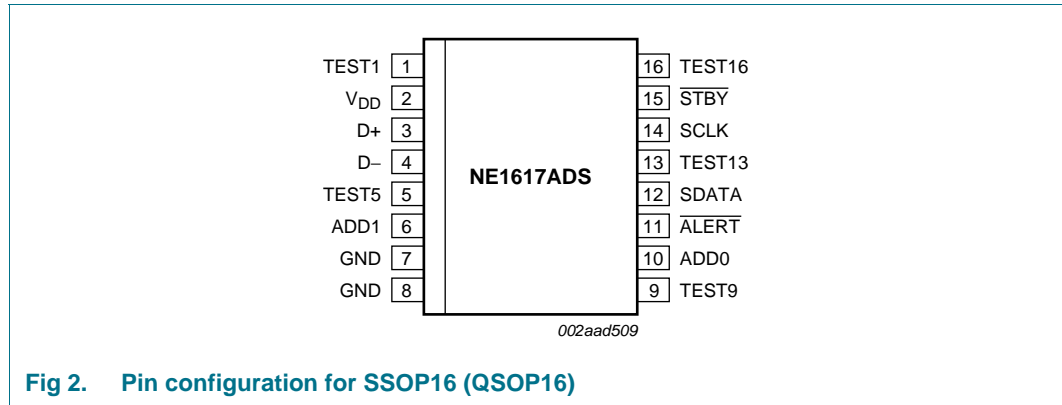 TEST1 1 16 TEST16
VDD 2 15 STBY
D+ 3 14 SCLK
D− 4 13 TEST13
NE1617ADS
TEST5 5 12 SDATA
ADD1 6 11 ALERT
GND 7 10 ADD0
GND 8 9 TEST9
002aad509
Fig 2. Pin configuration for SSOP16 (QSOP16)